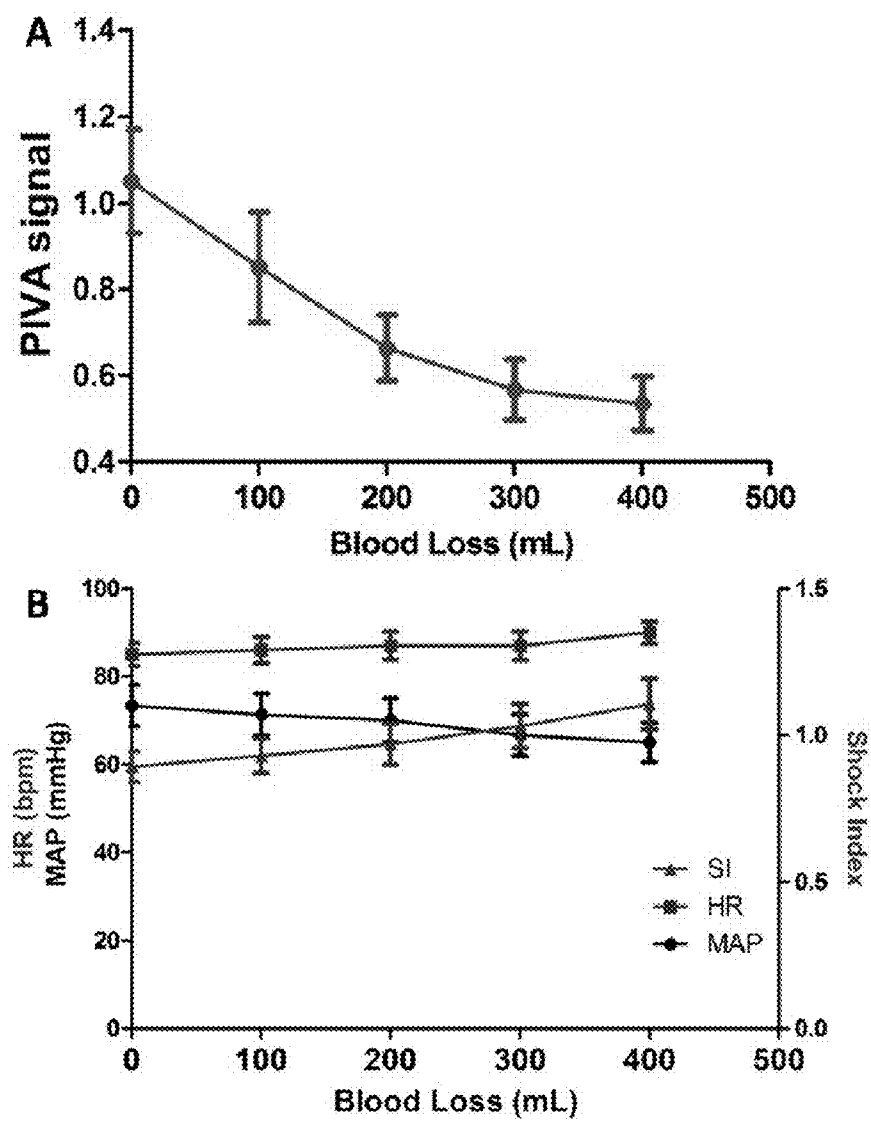 A
PIVA signal
1.4
1.2
1.0
0.8
0.6
0.4
0 100 200 300 400 500
Blood Loss (mL)
B
HR (bpm)
MAP (mmHg)
100
80
60
40
20
0
1.5
1.0
0.5
0.0
Shock Index
SI
HR
MAP
0 100 200 300 400 500
Blood Loss (mL)